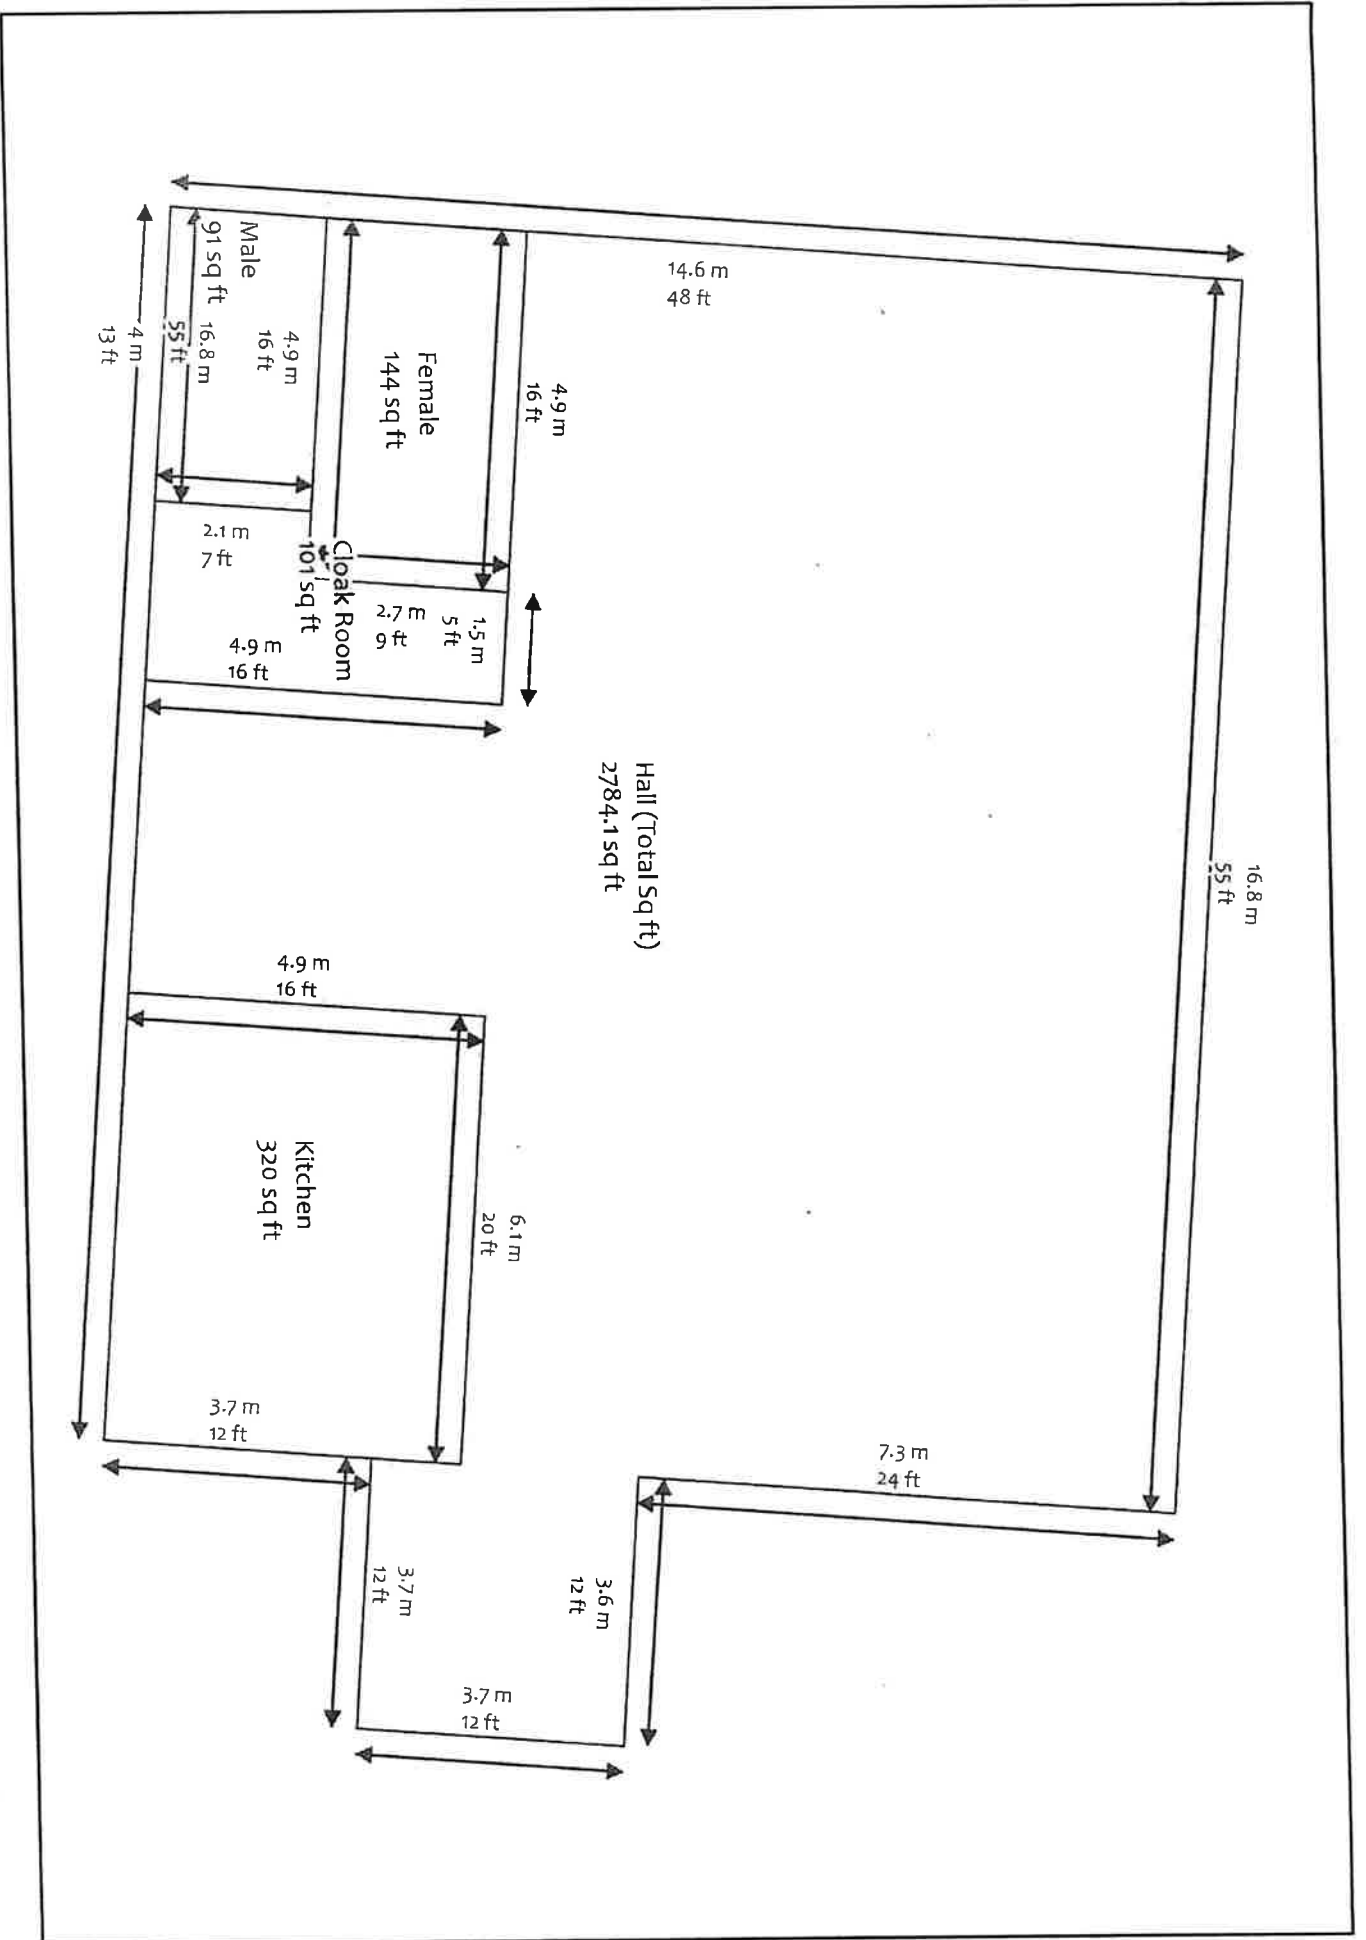 14.6 m
48 ft
16.8 m
55 ft
Male
91 sq ft
4.9 m
16 ft
16.8 m
55 ft
4 m
13 ft
Female
144 sq ft
4.9 m
16 ft
2.1 m
7 ft
Cloak Room
101 sq ft
2.7 m
9 ft
1.5 m
5 ft
4.9 m
16 ft
Hall (Total Sq ft)
2784.1 sq ft
4.9 m
16 ft
Kitchen
320 sq ft
6.1 m
20 ft
3.7 m
12 ft
7.3 m
24 ft
3.7 m
12 ft
3.6 m
12 ft
3.7 m
12 ft